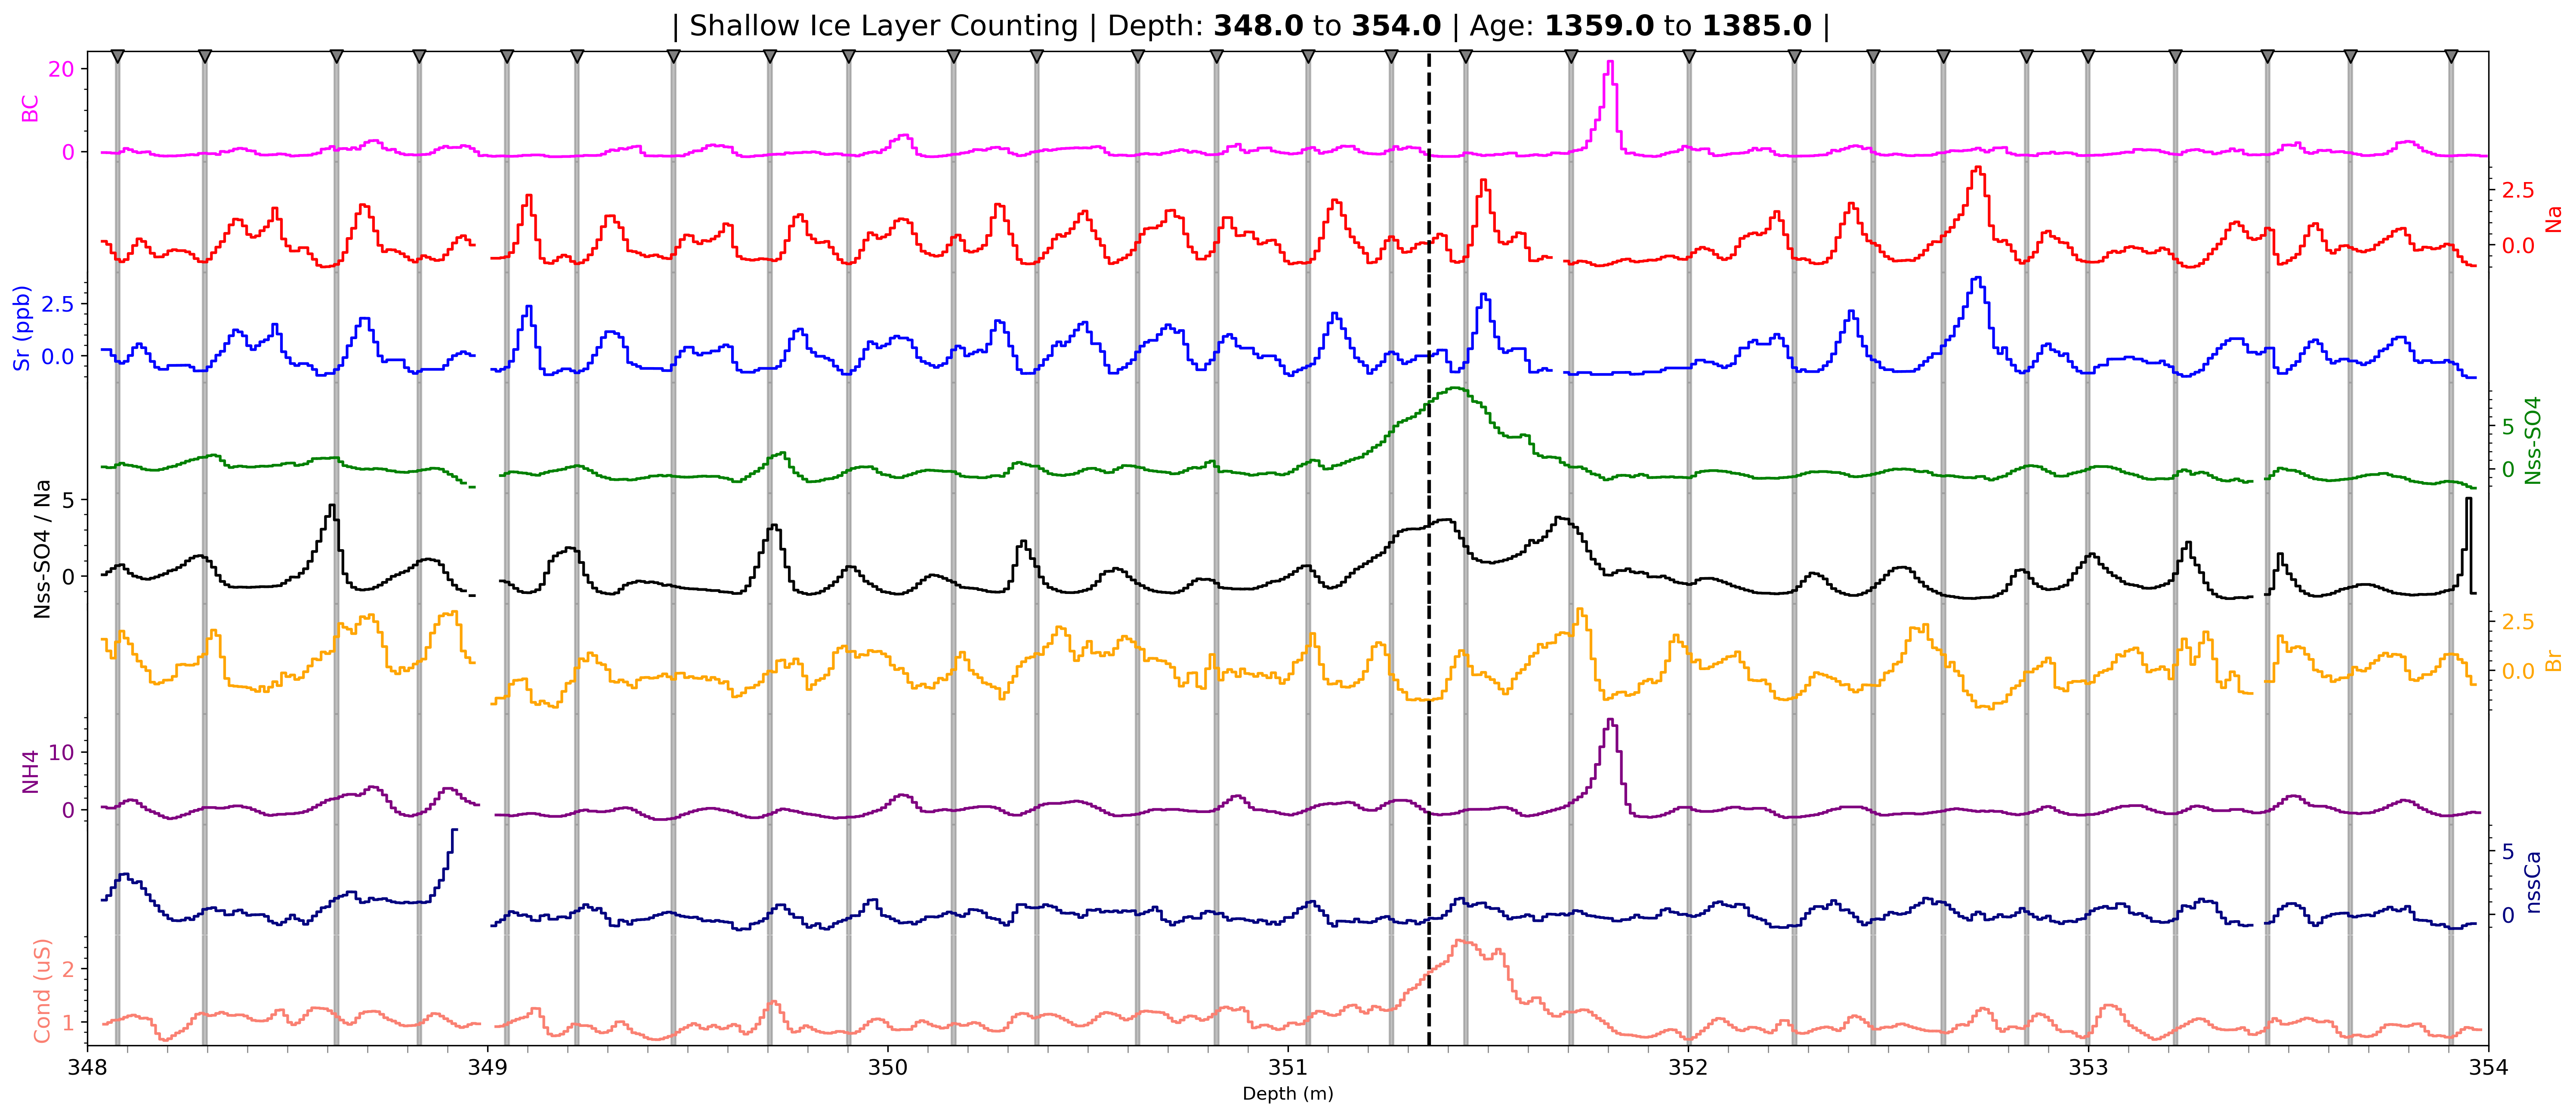 | Shallow Ice Layer Counting | Depth: 348.0 to 354.0 | Age: 1359.0 to 1385.0 |
20
0
BC
2.5
0.0
Na
2.5
0.0
Sr (ppb)
5
0
Nss-SO4
5
0
Nss-SO4 / Na
2.5
0.0
Br
10
0
NH4
5
0
nssCa
2
1
Cond (uS)
348 349 350 351 352 353 354
Depth (m)